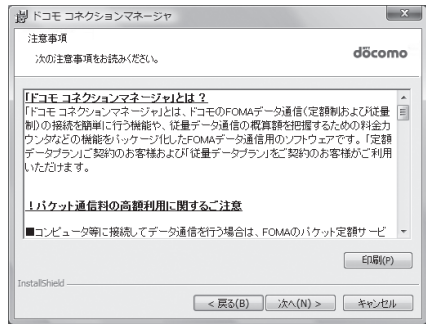 ドコモ コネクションマネージャ
注意事項
次の注意事項をお読みください。
döcomo
「ドコモ コネクションマネージャ」とは？
「ドコモ コネクションマネージャ」とは、ドコモのFOMAデータ通信（定額制および従量
制）の接続を簡単に行う機能や、従量データ通信の概算額を把握するための料金カ
ウンタなどの機能をパッケージ化したFOMAデータ通信用のソフトウェアです。「定額
データプラン」ご契約のお客様および「従量データプラン」をご契約のお客様がご利用
いただけます。
！パケット通信料の高額利用に関するご注意
■コンピュータ等に接続してデータ通信を行う場合は、FOMAのパケット定額サービ
印刷(P)
InstallShield
< 戻る(B)
次へ(N) >
キャンセル